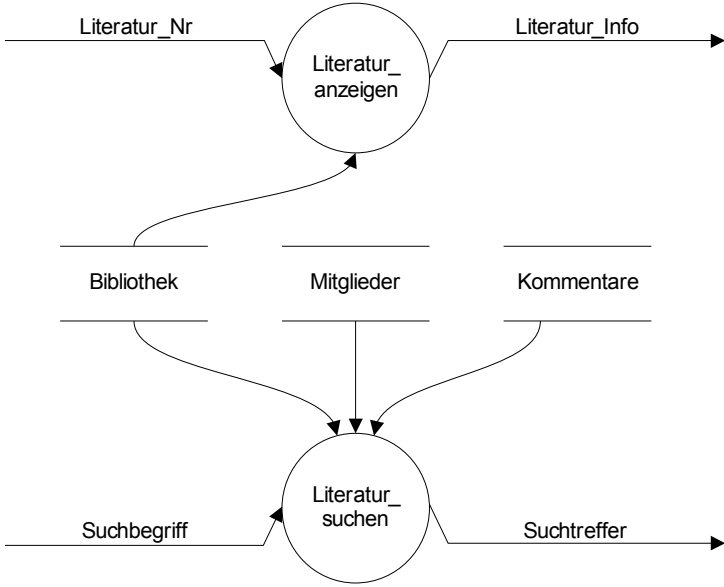 Literatur_Nr
Literatur_Info
Literatur_
anzeigen
Bibliothek
Mitglieder
Kommentare
Literatur_
suchen
Suchbegriff
Suchtreffer